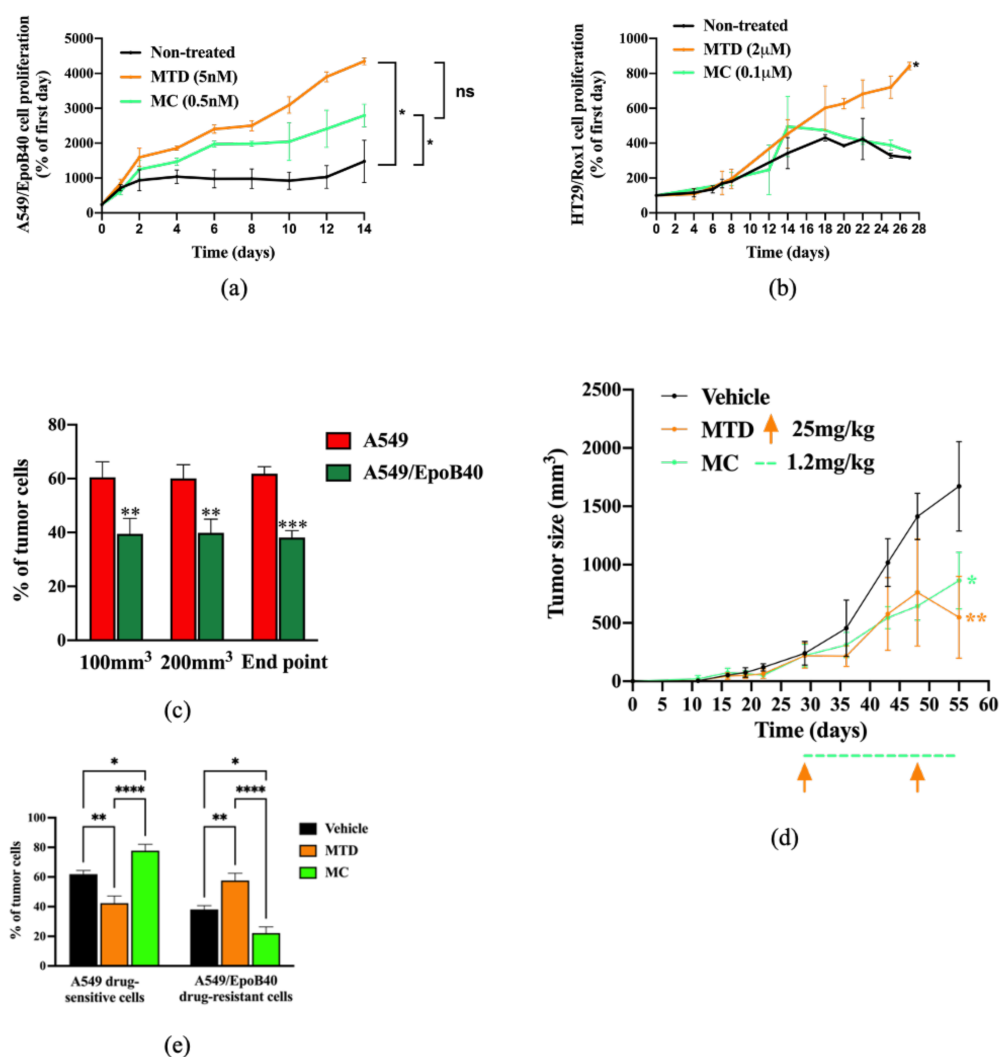 A549/EpoB40 cell proliferation
(% of first day)
5000
4000
3000
2000
1000
0
Non-treated
MTD (5nM)
MC (0.5nM)
*
*
ns
0 2 4 6 8 10 12 14
Time (days)
(a)
HT29/Rox1 cell proliferation
(% of first day)
1000
800
600
400
200
0
Non-treated
MTD (2μM)
MC (0.1μM)
*
0 2 4 6 8 10 12 14 16 18 20 22 24 26 28
Time (days)
(b)
% of tumor cells
80
60
40
20
0
A549
A549/EpoB40
** ** ***
100mm³ 200mm³ End point
(c)
Tumor size (mm³)
2500
2000
1500
1000
500
0
Vehicle
MTD 25mg/kg
MC 1.2mg/kg
*
**
0 5 10 15 20 25 30 35 40 45 50 55 60
Time (days)
(d)
% of tumor cells
100
80
60
40
20
0
* *
**** ****
** **
Vehicle
MTD
MC
A549 drug-
sensitive cells
A549/EpoB40
drug-resistant cells
(e)